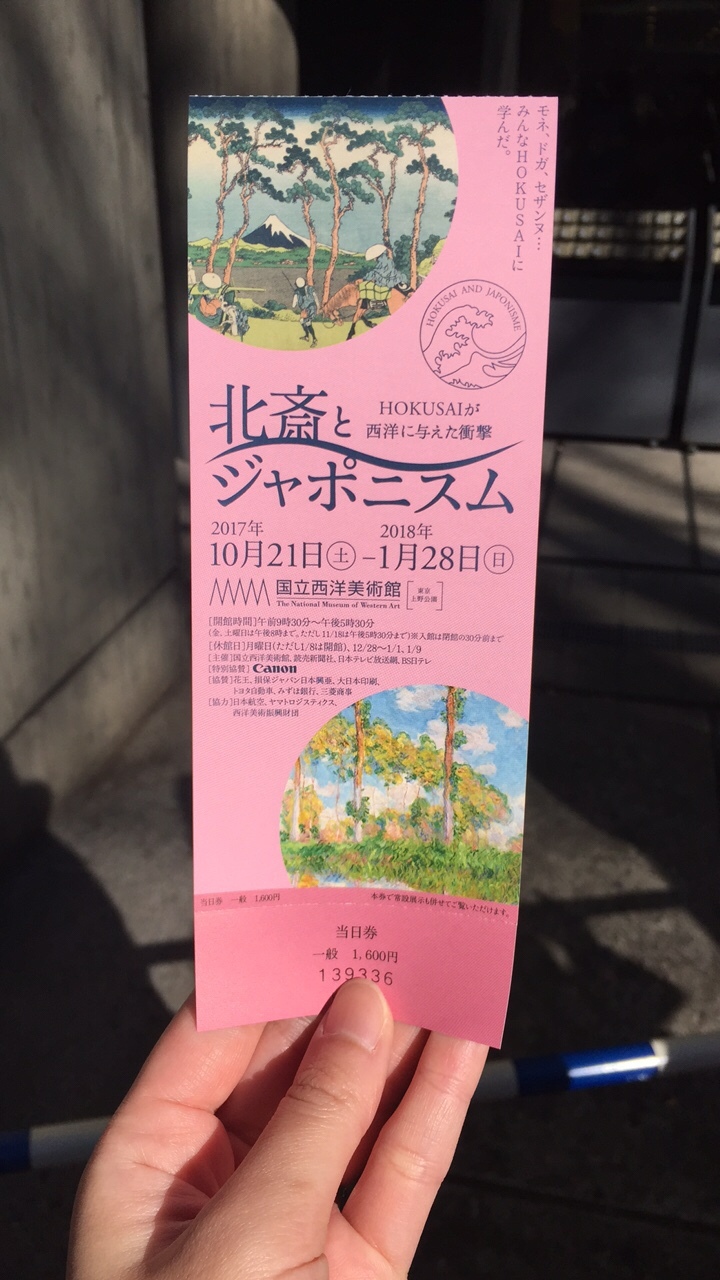 モネ、ドガ、セザンヌ…
みんなHOKUSAIに
学んだ。
HOKUSAI AND JAPONISME
北斎と
HOKUSAIが
西洋に与えた衝撃
ジャポニスム
2017年 2018年
10月21日㊏–1月28日㊐
国立西洋美術館
The National Museum of Western Art
東京
上野公園
[開館時間]午前9時30分〜午後5時30分
(金、土曜日は午後8時まで。ただし11/18は午後5時30分まで)※入館は閉館の30分前まで
[休館日]月曜日(ただし1/8は開館)、12/28〜1/1、1/9
[主催]国立西洋美術館、読売新聞社、日本テレビ放送網、BS日テレ
[特別協賛]Canon
[協賛]花王、損保ジャパン日本興亜、大日本印刷、
トヨタ自動車、みずほ銀行、三菱商事
[協力]日本航空、ヤマトロジスティクス、
西洋美術振興財団
当日券 一般 1,600円
本券で常設展示も併せてご覧いただけます。
当日券
一般 1,600円
139336